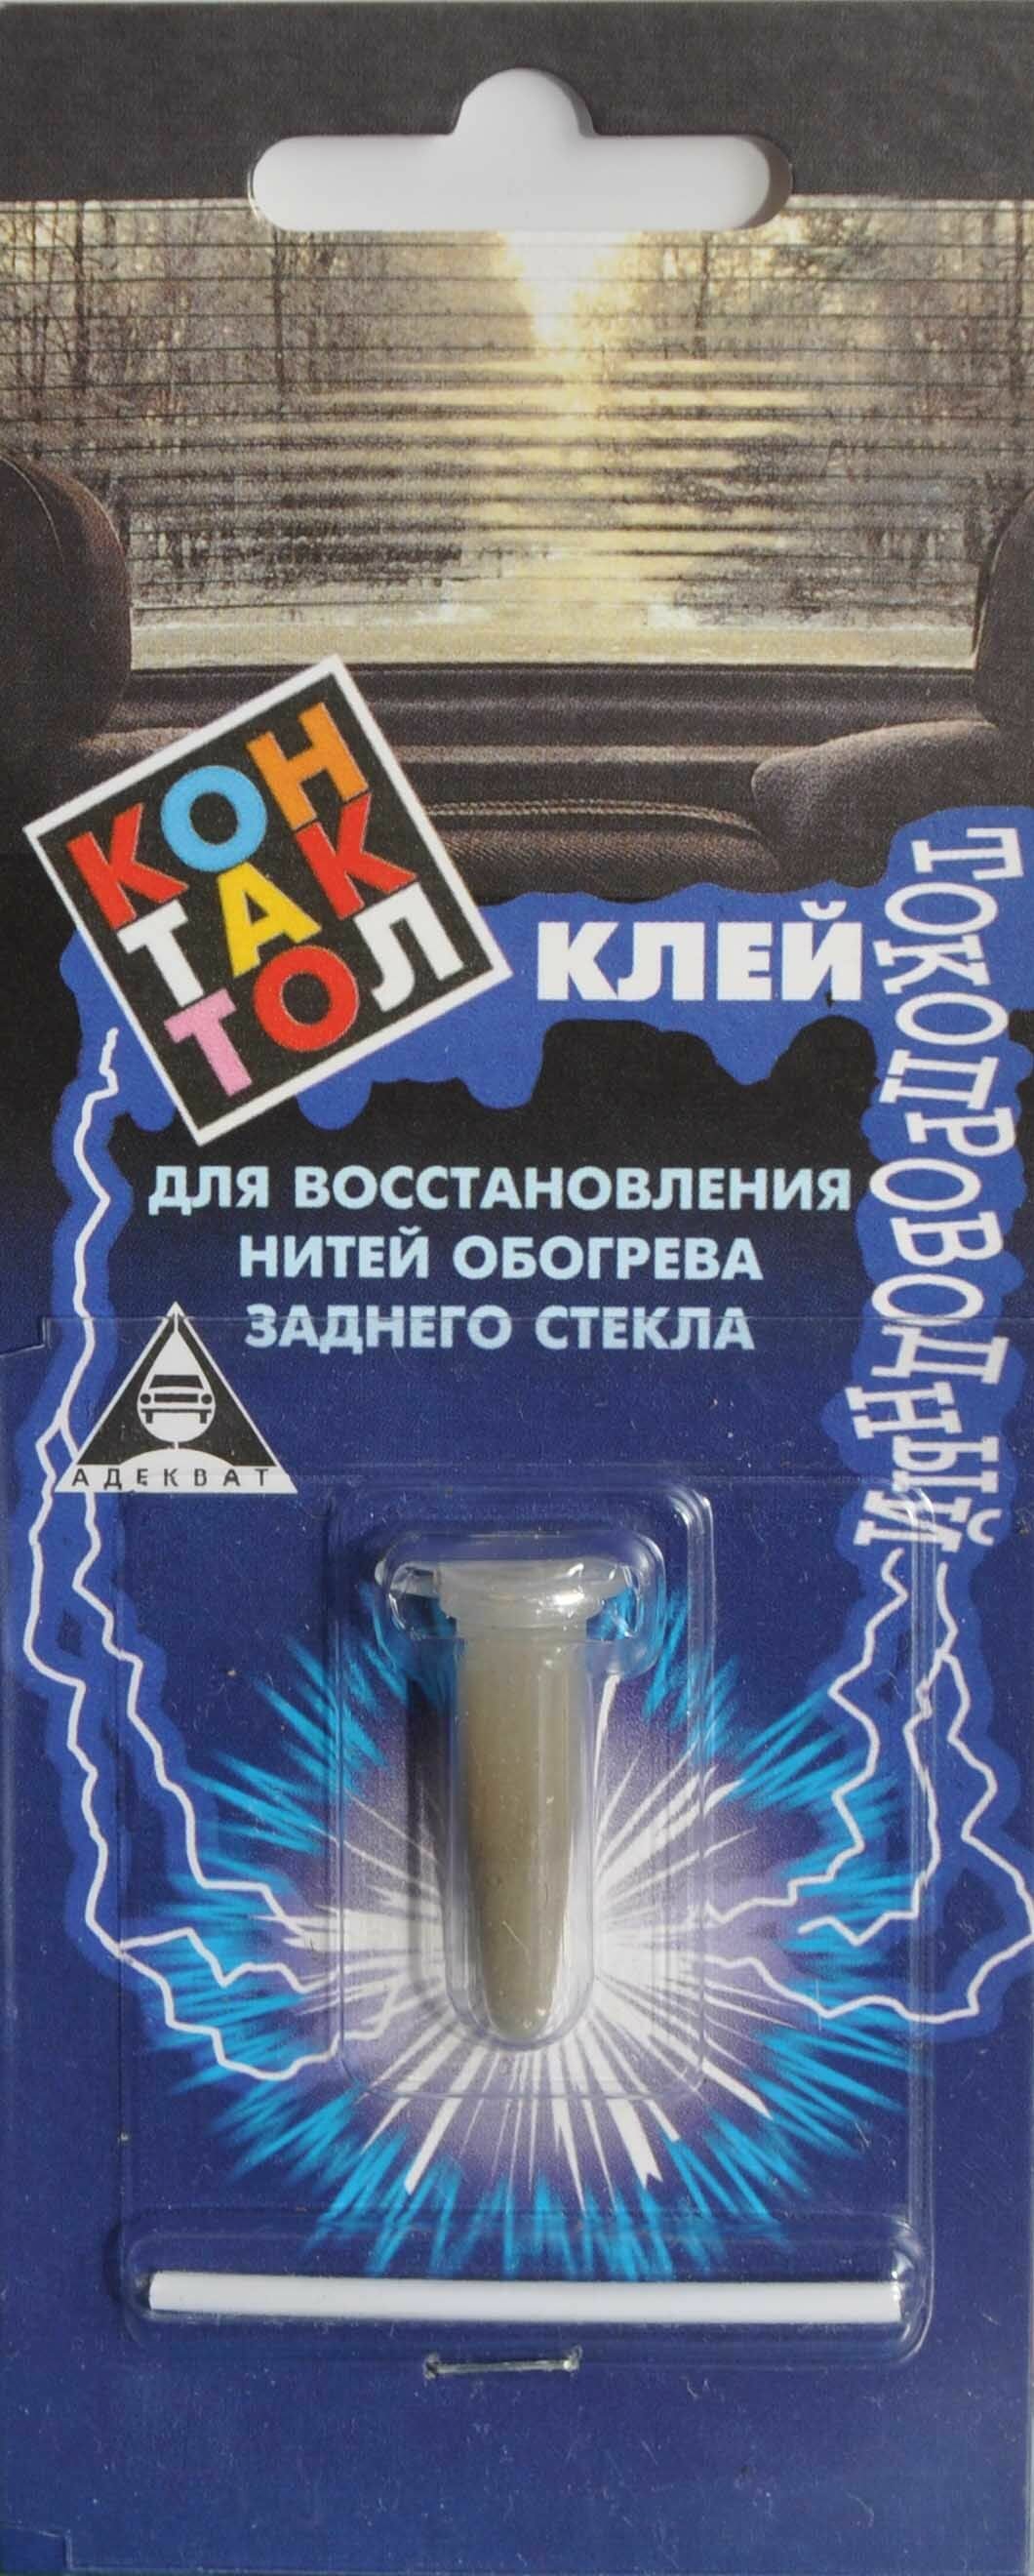 КОН
ТАК
ТОЛ
КЛЕЙ
ТОКОПРОВОДНЫЙ
ДЛЯ ВОССТАНОВЛЕНИЯ
НИТЕЙ ОБОГРЕВА
ЗАДНЕГО СТЕКЛА
АДЕКВАТ